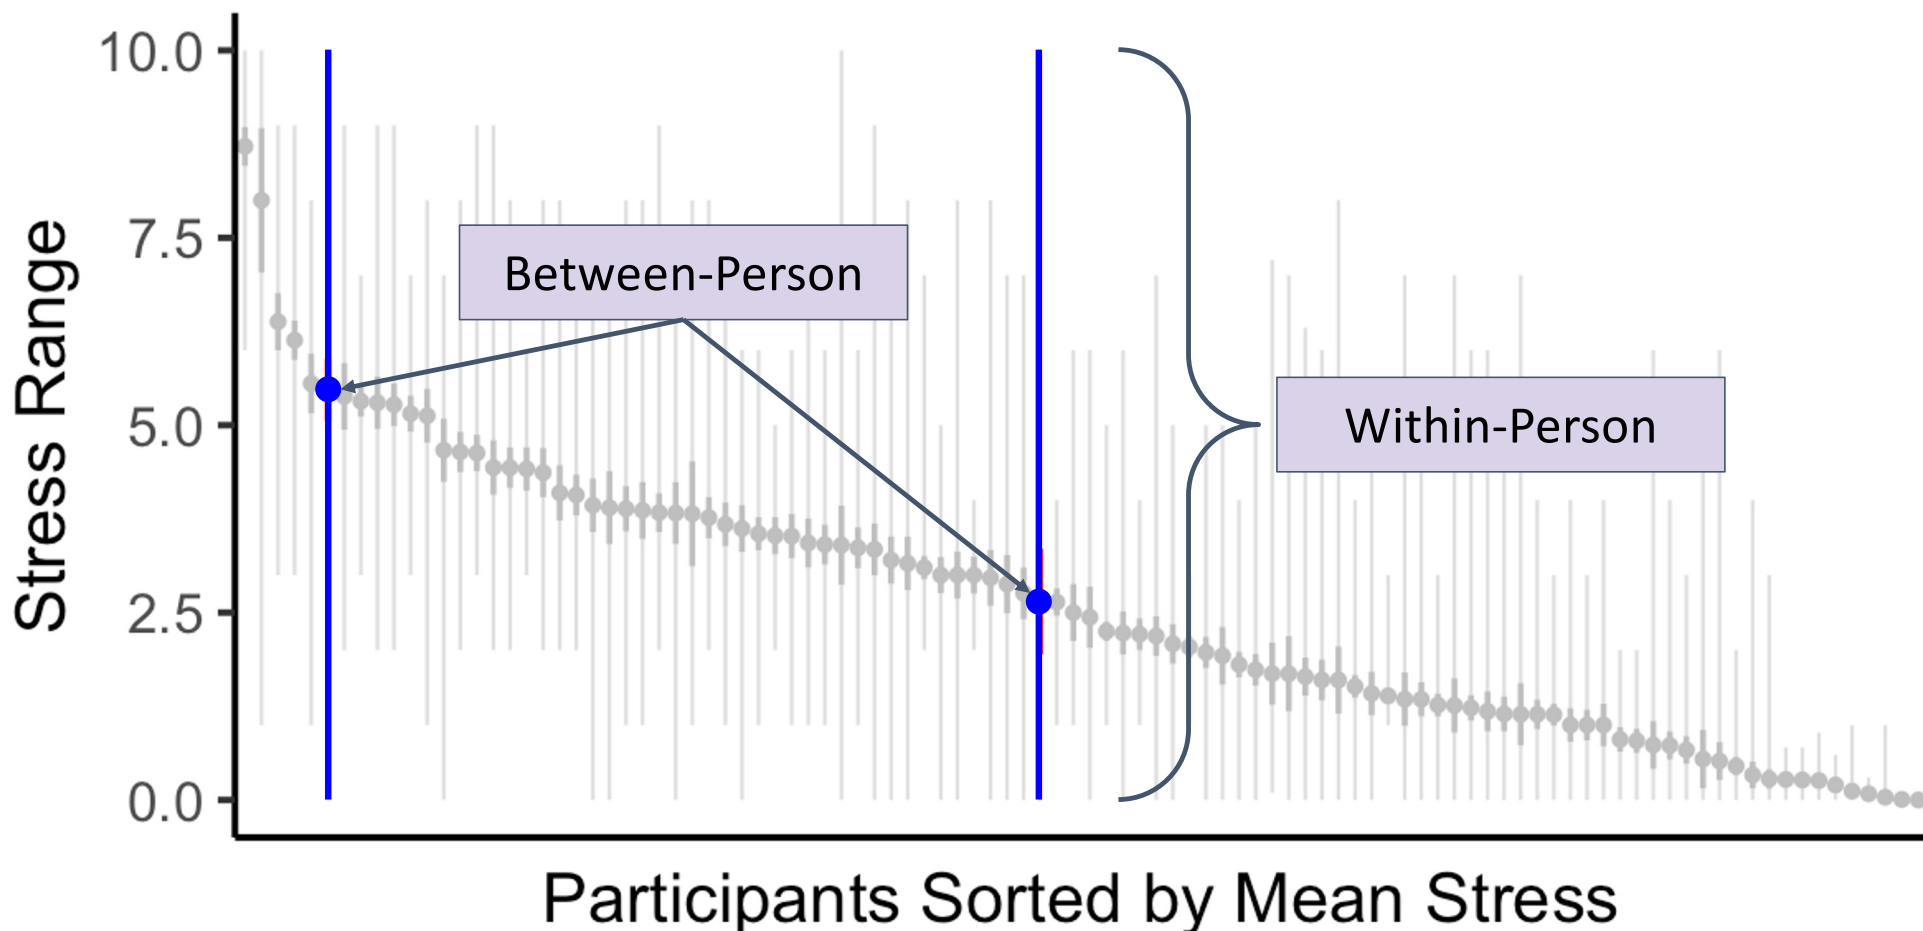 10.0
7.5
5.0
2.5
0.0
Stress Range
Between-Person
Within-Person
Participants Sorted by Mean Stress